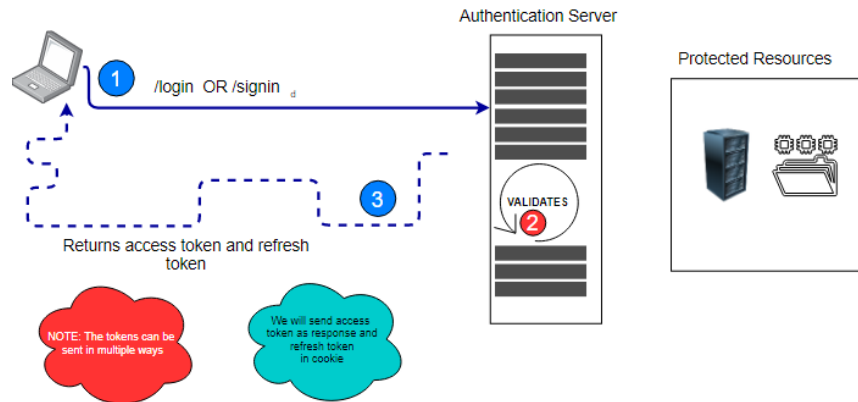 Authentication Server
Protected Resources
1
/login OR /signin
d
VALIDATES
2
3
Returns access token and refresh
token
NOTE: The tokens can be
sent in multiple ways
We will send access
token as response and
refresh token
in cookie